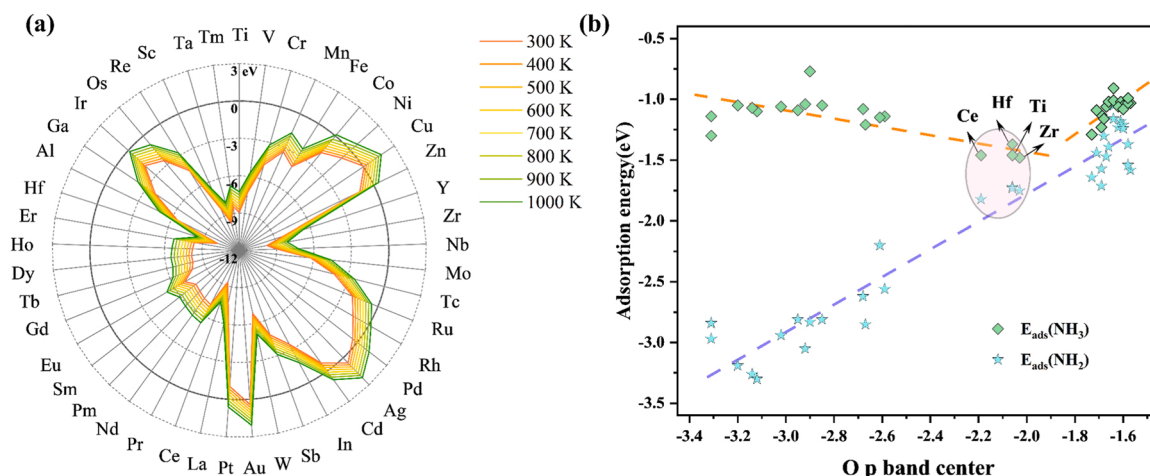 (a)
Ti
V
Cr
Mn
Fe
Co
Ni
Cu
Zn
Y
Zr
Nb
Mo
Tc
Ru
Rh
Pd
Ag
Cd
In
Sb
W
Au
Pt
La
Ce
Pr
Nd
Pm
Sm
Eu
Gd
Tb
Dy
Ho
Er
Hf
Al
Ga
Ir
Os
Re
Sc
Ta
Tm
3
eV
0
-3
-6
-9
-12
300 K
400 K
500 K
600 K
700 K
800 K
900 K
1000 K
(b)
Adsorption energy(eV)
-0.5
-1.0
-1.5
-2.0
-2.5
-3.0
-3.5
Ce
Hf
Ti
Zr
Eads(NH3)
Eads(NH2)
-3.4 -3.2 -3.0 -2.8 -2.6 -2.4 -2.2 -2.0 -1.8 -1.6
O p band center